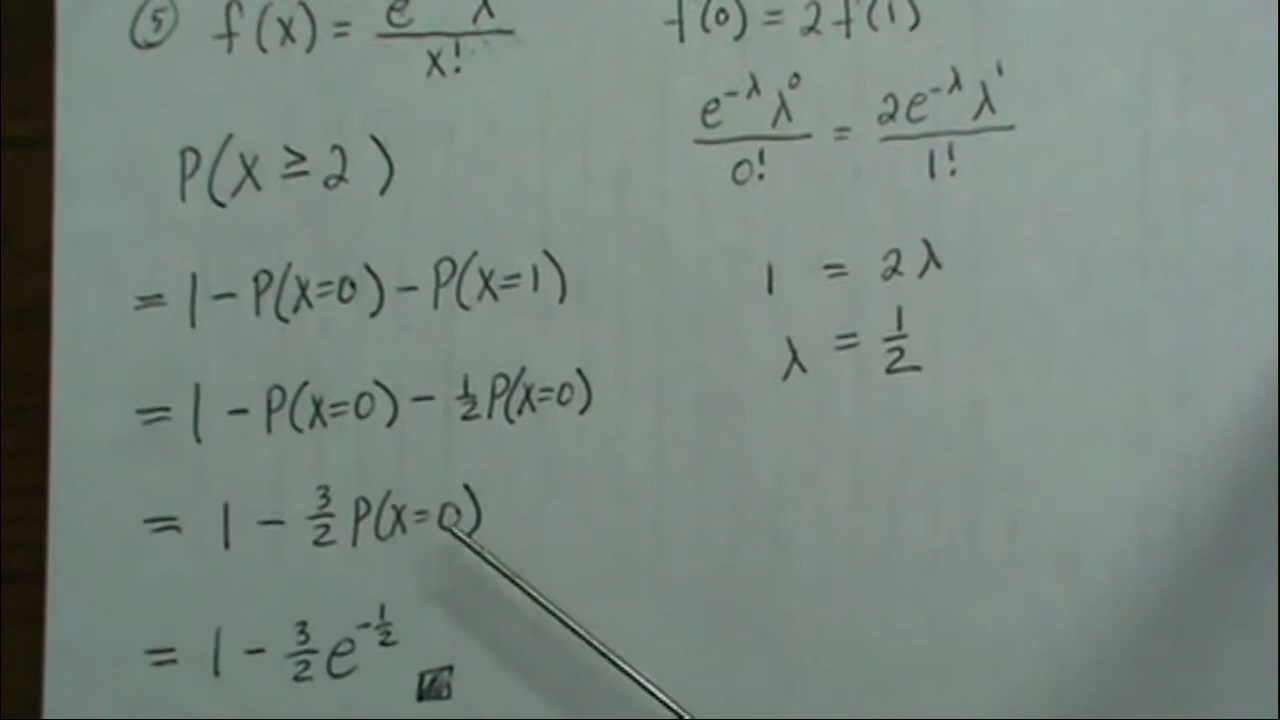 ⑤ f(x) = e λ / x!
P(X ≥ 2)
= 1 - P(X=0) - P(X=1)
= 1 - P(X=0) - 1/2 P(X=0)
= 1 - 3/2 P(X=0)
= 1 - 3/2 e^{-1/2}
f(0) = 2f(1)
e^{-λ} λ^0 / 0! = 2e^{-λ} λ^1 / 1!
1 = 2λ
λ = 1/2